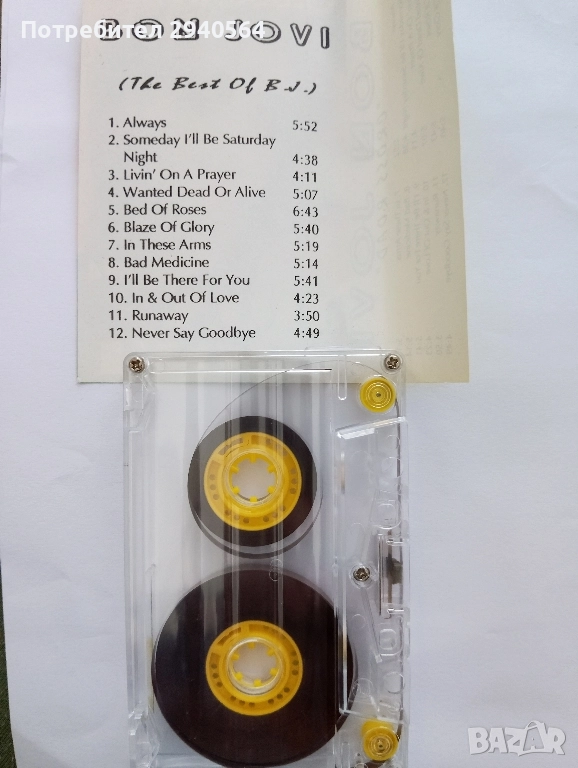 Потребител 2940564
BON JOVI
(The Best Of B.J.)
1. Always 5:52
2. Someday I'll Be Saturday
Night 4:38
3. Livin' On A Prayer 4:11
4. Wanted Dead Or Alive 5:07
5. Bed Of Roses 6:43
6. Blaze Of Glory 5:40
7. In These Arms 5:19
8. Bad Medicine 5:14
9. I'll Be There For You 5:41
10. In & Out Of Love 4:23
11. Runaway 3:50
12. Never Say Goodbye 4:49
BAZAR